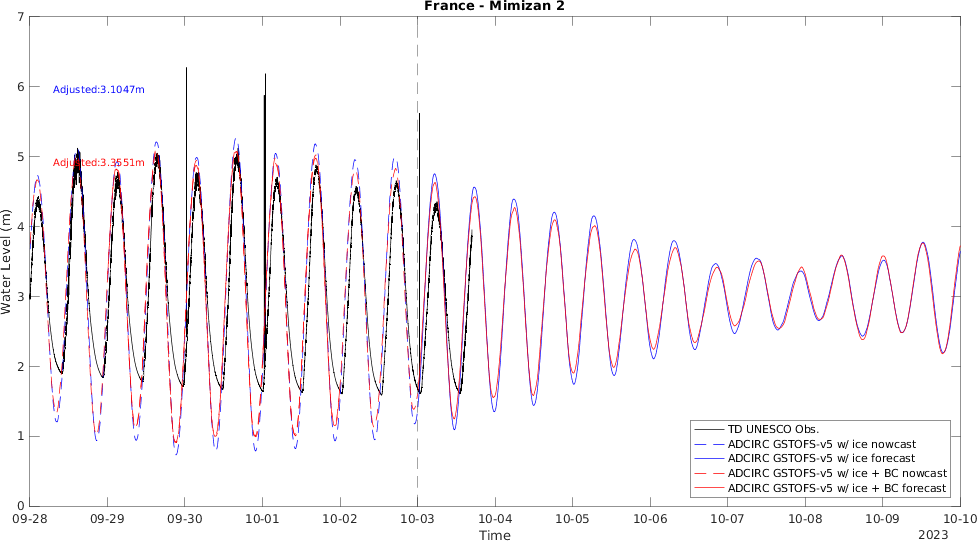 France - Mimizan 2
7
6
5
4
3
2
1
0
Water Level (m)
Adjusted:3.1047m
Adjusted:3.3551m
TD UNESCO Obs.
ADCIRC GSTOFS-v5 w/ ice nowcast
ADCIRC GSTOFS-v5 w/ ice forecast
ADCIRC GSTOFS-v5 w/ ice + BC nowcast
ADCIRC GSTOFS-v5 w/ ice + BC forecast
09-28 09-29 09-30 10-01 10-02 10-03 10-04 10-05 10-06 10-07 10-08 10-09 10-10
Time
2023